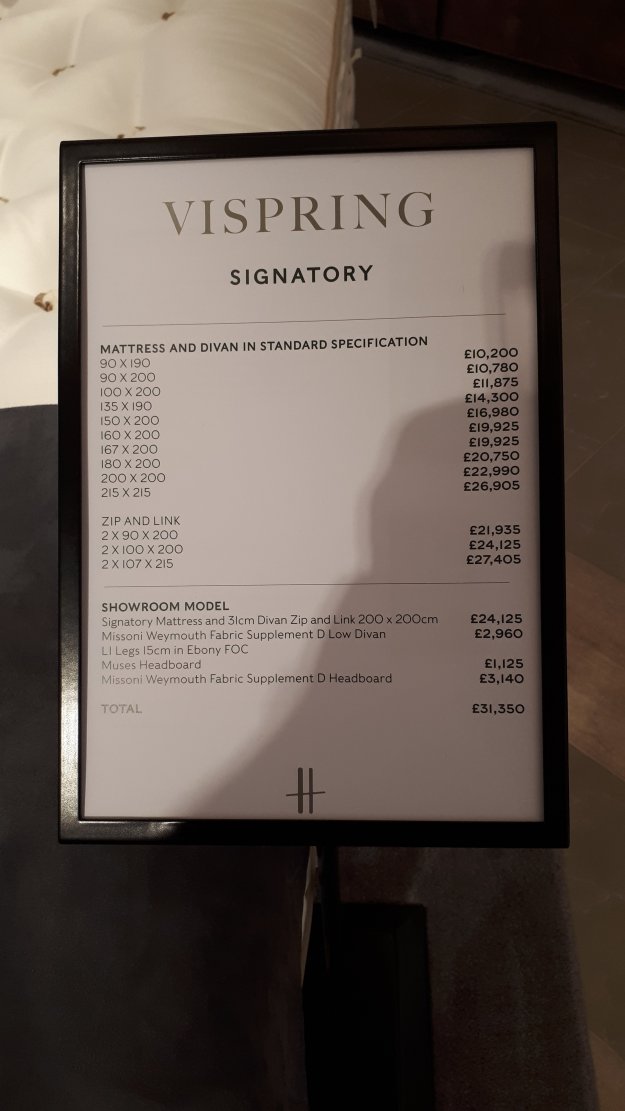 VISPRING
SIGNATORY
MATTRESS AND DIVAN IN STANDARD SPECIFICATION
90 X 190 £10,200
90 X 200 £10,780
100 X 200 £11,875
135 X 190 £14,300
150 X 200 £16,980
160 X 200 £19,925
167 X 200 £19,925
180 X 200 £20,750
200 X 200 £22,990
215 X 215 £26,905
ZIP AND LINK
2 X 90 X 200 £21,935
2 X 100 X 200 £24,125
2 X 107 X 215 £27,405
SHOWROOM MODEL
Signatory Mattress and 31cm Divan Zip and Link 200 x 200cm £24,125
Missoni Weymouth Fabric Supplement D Low Divan £2,960
L1 Legs 15cm in Ebony FOC
Muses Headboard £1,125
Missoni Weymouth Fabric Supplement D Headboard £3,140
TOTAL £31,350